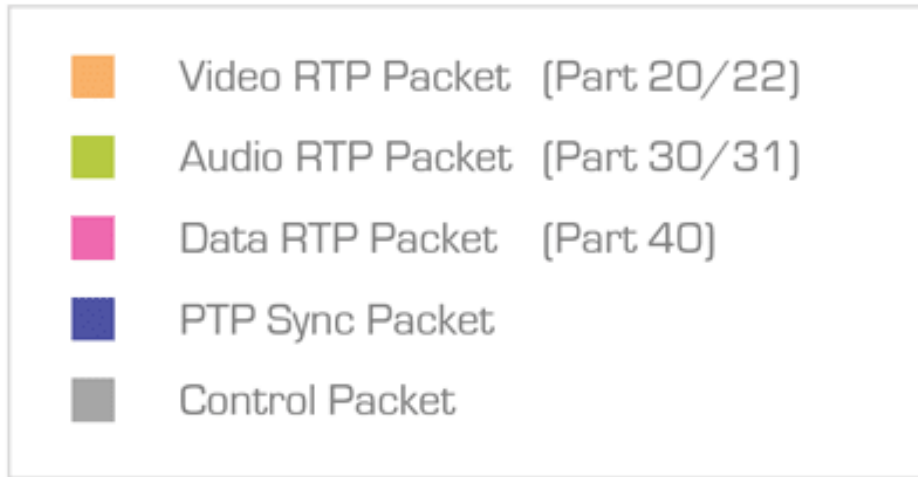 Video RTP Packet (Part 20/22)
Audio RTP Packet (Part 30/31)
Data RTP Packet (Part 40)
PTP Sync Packet
Control Packet